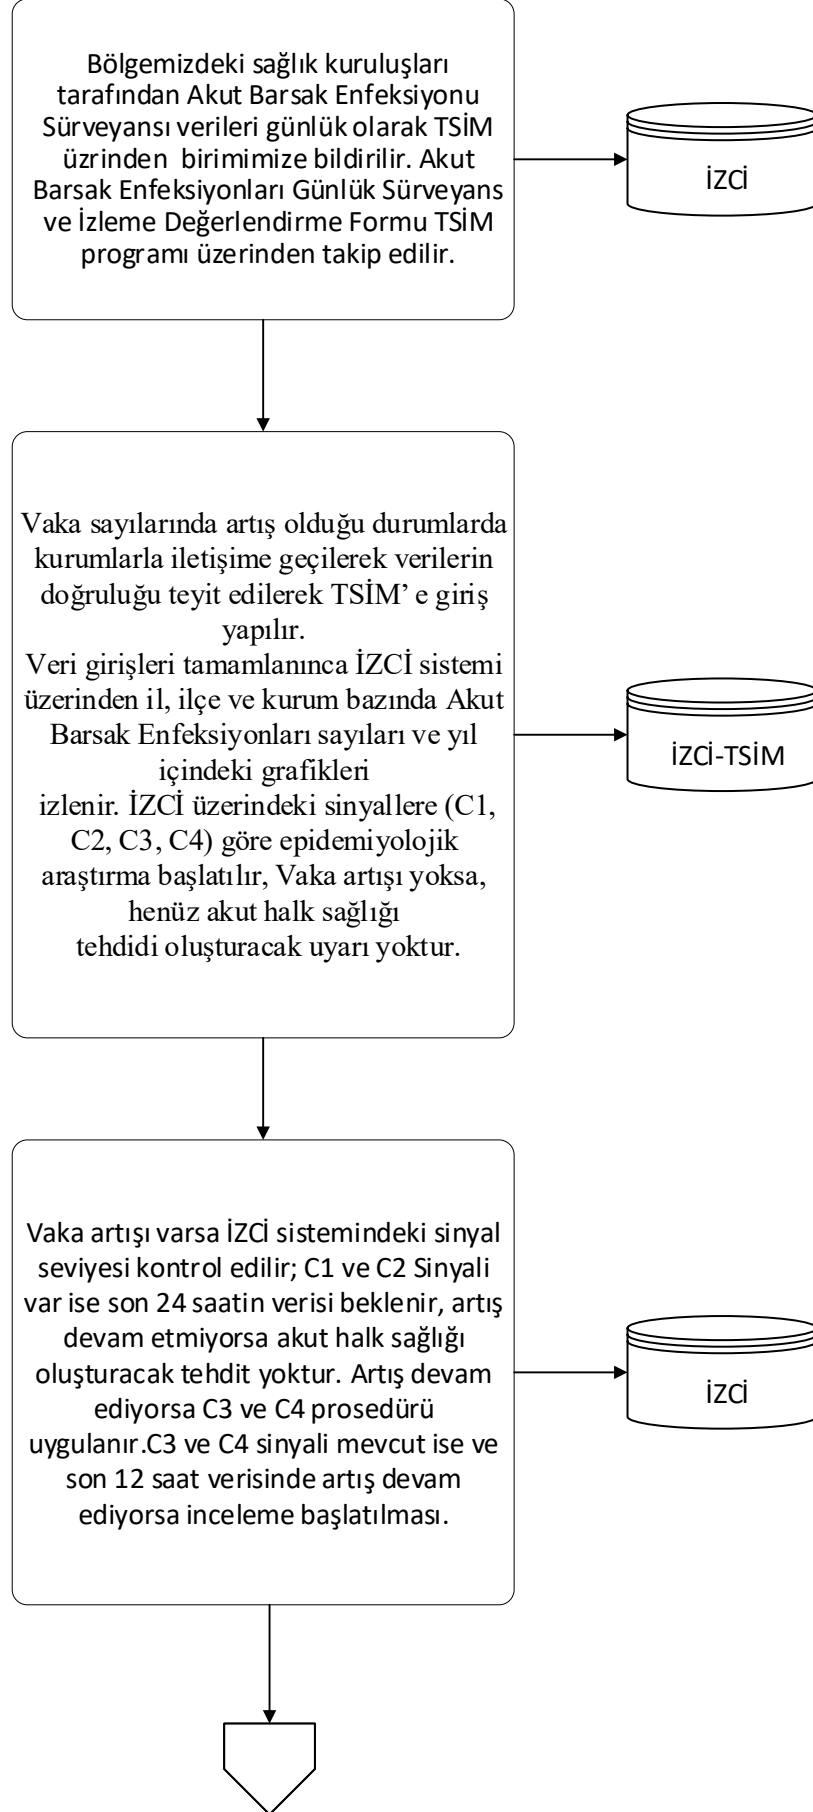 Bölgemizdeki sağlık kuruluşları
tarafından Akut Barsak Enfeksiyonu
Sürveyansı verileri günlük olarak TSİM
üzrinden  birimimize bildirilir. Akut
Barsak Enfeksiyonları Günlük Sürveyans
ve İzleme Değerlendirme Formu TSİM
programı üzerinden takip edilir.
İZCİ
Vaka sayılarında artış olduğu durumlarda
kurumlarla iletişime geçilerek verilerin
doğruluğu teyit edilerek TSİM’ e giriş
yapılır.
Veri girişleri tamamlanınca İZCİ sistemi
üzerinden il, ilçe ve kurum bazında Akut
Barsak Enfeksiyonları sayıları ve yıl
içindeki grafikleri
izlenir. İZCİ üzerindeki sinyallere (C1,
C2, C3, C4) göre epidemiyolojik
araştırma başlatılır, Vaka artışı yoksa,
henüz akut halk sağlığı
tehdidi oluşturacak uyarı yoktur.
İZCİ-TSİM
Vaka artışı varsa İZCİ sistemindeki sinyal
seviyesi kontrol edilir; C1 ve C2 Sinyali
var ise son 24 saatin verisi beklenir, artış
devam etmiyorsa akut halk sağlığı
oluşturacak tehdit yoktur. Artış devam
ediyorsa C3 ve C4 prosedürü
uygulanır.C3 ve C4 sinyali mevcut ise ve
son 12 saat verisinde artış devam
ediyorsa inceleme başlatılması.
İZCİ